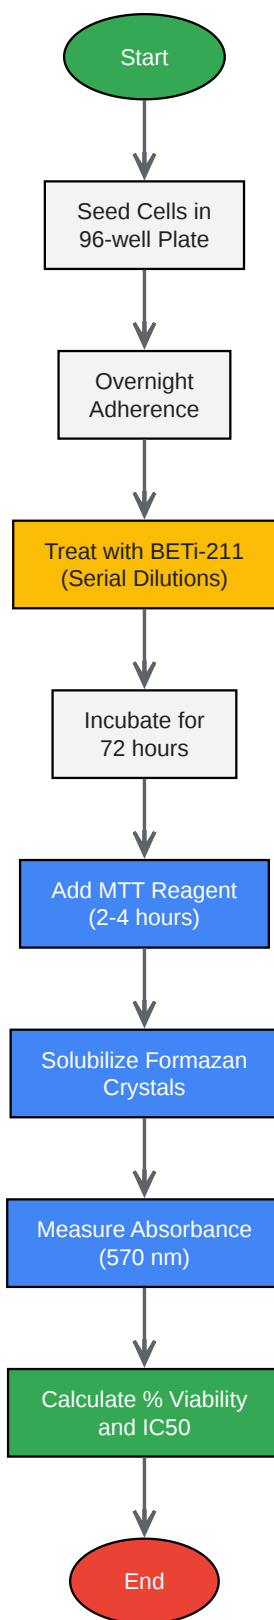 Start
Seed Cells in
96-well Plate
Overnight
Adherence
Treat with BETi-211
(Serial Dilutions)
Incubate for
72 hours
Add MTT Reagent
(2-4 hours)
Solubilize Formazan
Crystals
Measure Absorbance
(570 nm)
Calculate % Viability
and IC50
End